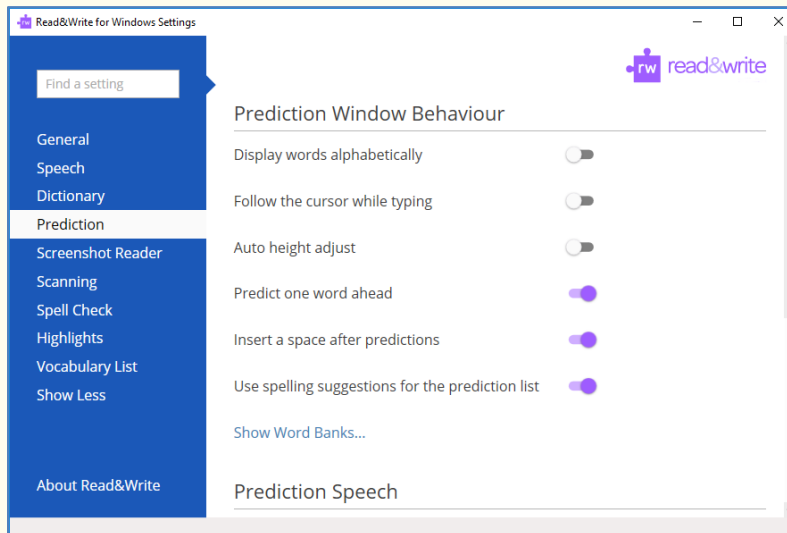 Read&Write for Windows Settings
rw read&write
Find a setting
General
Speech
Dictionary
Prediction
Screenshot Reader
Scanning
Spell Check
Highlights
Vocabulary List
Show Less
About Read&Write
Prediction Window Behaviour
Display words alphabetically
Follow the cursor while typing
Auto height adjust
Predict one word ahead
Insert a space after predictions
Use spelling suggestions for the prediction list
Show Word Banks...
Prediction Speech